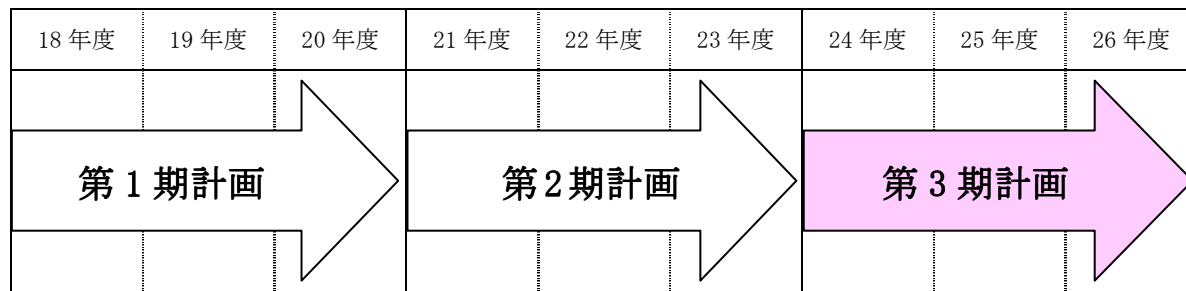 18 年度 19 年度 20 年度 21 年度 22 年度 23 年度 24 年度 25 年度 26 年度
第 1 期計画 第2期計画 第 3 期計画